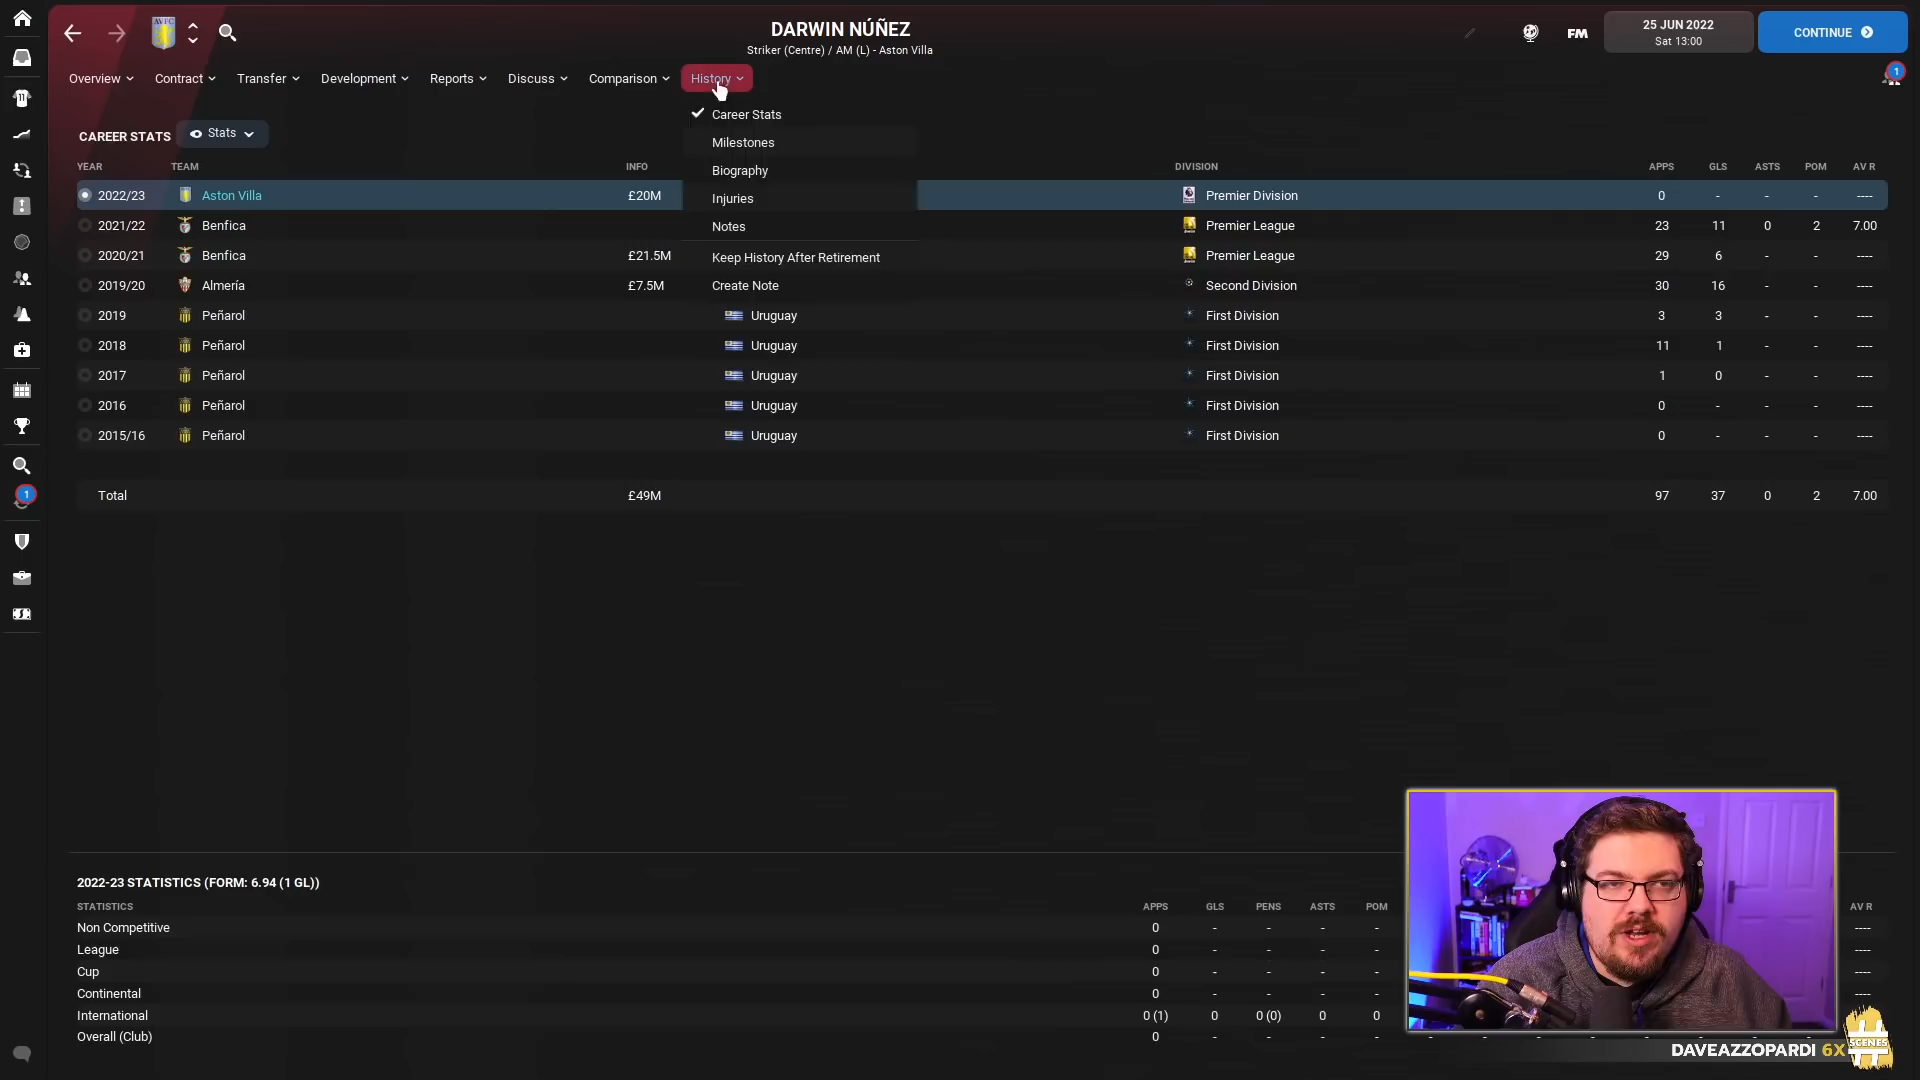 DARWIN NÚÑEZ
Striker (Centre) / AM (L) - Aston Villa
25 JUN 2022
Sat 13:00
CONTINUE
FM
Overview Contract Transfer Development Reports Discuss Comparison History
1
Career Stats
Milestones
Biography
Injuries
Notes
Keep History After Retirement
Create Note
CAREER STATS Stats
YEAR TEAM INFO DIVISION APPS GLS ASTS POM AV R
2022/23 Aston Villa £20M Premier Division 0 - - - ----
2021/22 Benfica Premier League 23 11 0 2 7.00
2020/21 Benfica £21.5M Premier League 29 6 - - ----
2019/20 Almería £7.5M Second Division 30 16 - - ----
2019 Peñarol Uruguay First Division 3 3 - - ----
2018 Peñarol Uruguay First Division 11 1 - - ----
2017 Peñarol Uruguay First Division 1 0 - - ----
2016 Peñarol Uruguay First Division 0 - - - ----
2015/16 Peñarol Uruguay First Division 0 - - - ----
Total £49M 97 37 0 2 7.00
1
2022-23 STATISTICS (FORM: 6.94 (1 GL))
STATISTICS APPS GLS PENS ASTS POM AV R
Non Competitive 0 - - - - ----
League 0 - - - - ----
Cup 0 - - - - ----
Continental 0 - - - - ----
International 0 (1) 0 0 (0) 0 0 ----
Overall (Club) 0 - - - - ----
DAVEAZZOPARDI 6X
SCENES